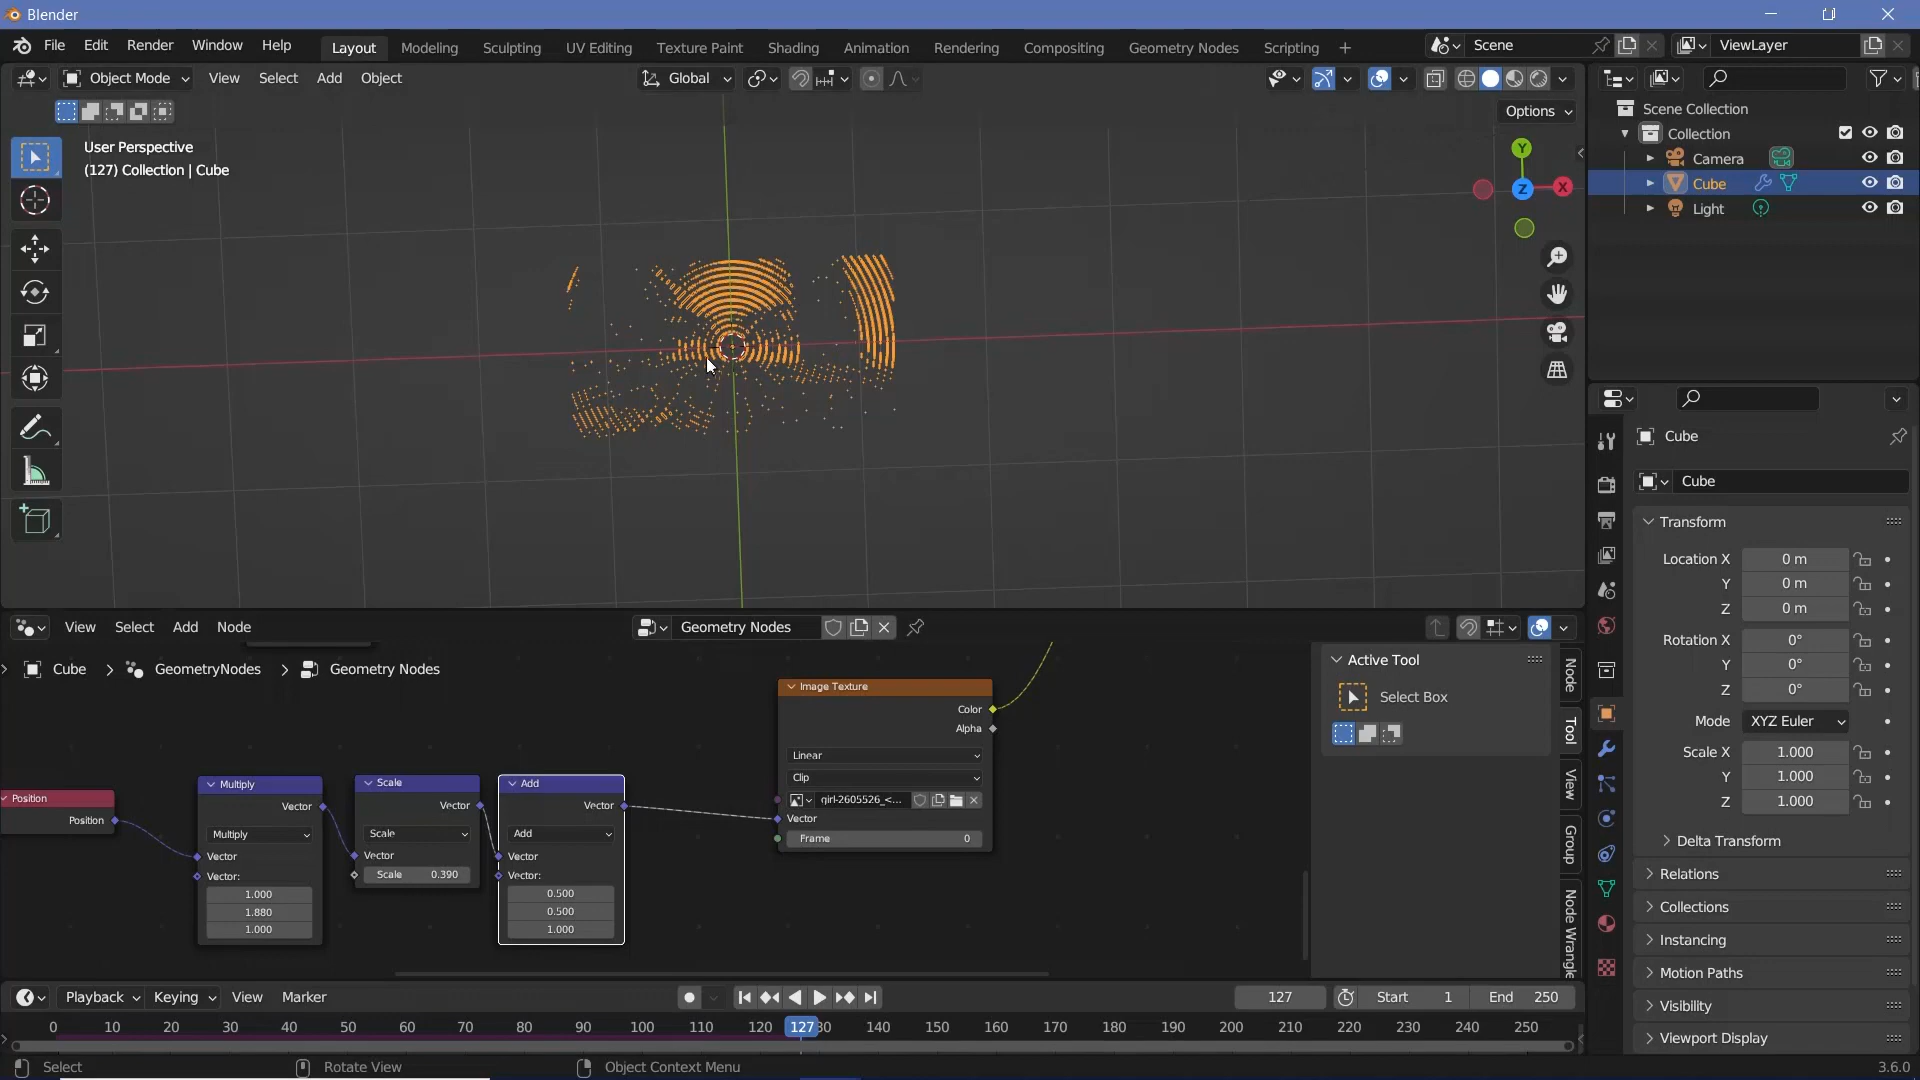 Blender
File Edit Render Window Help Layout Modeling Sculpting UV Editing Texture Paint Shading Animation Rendering Compositing Geometry Nodes Scripting + Scene ViewLayer
Object Mode View Select Add Object Global
Options
User Perspective
(127) Collection | Cube
Y
Z
X
Scene Collection
Collection
Camera
Cube
Light
Cube
Cube
Transform
Location X 0 m
Y 0 m
Z 0 m
Rotation X 0°
Y 0°
Z 0°
Mode XYZ Euler
Scale X 1.000
Y 1.000
Z 1.000
Delta Transform
Relations
Collections
Instancing
Motion Paths
Visibility
Viewport Display
View Select Add Node Geometry Nodes
Cube > GeometryNodes > Geometry Nodes
Position
Position
Multiply
Vector
Multiply
Vector
Vector:
1.000
1.880
1.000
Scale
Vector
Scale
Vector
Scale 0.390
Add
Vector
Add
Vector
Vector:
0.500
0.500
1.000
Image Texture
Color
Alpha
Linear
Clip
girl-2605526_<...
Vector
Frame 0
Active Tool
Select Box
Node
Tool
View
Group
Node Wrangle
Playback Keying View Marker 127 Start 1 End 250
0 10 20 30 40 50 60 70 80 90 100 110 120 127 30 140 150 160 170 180 190 200 210 220 230 240 250
Select Rotate View Object Context Menu 3.6.0